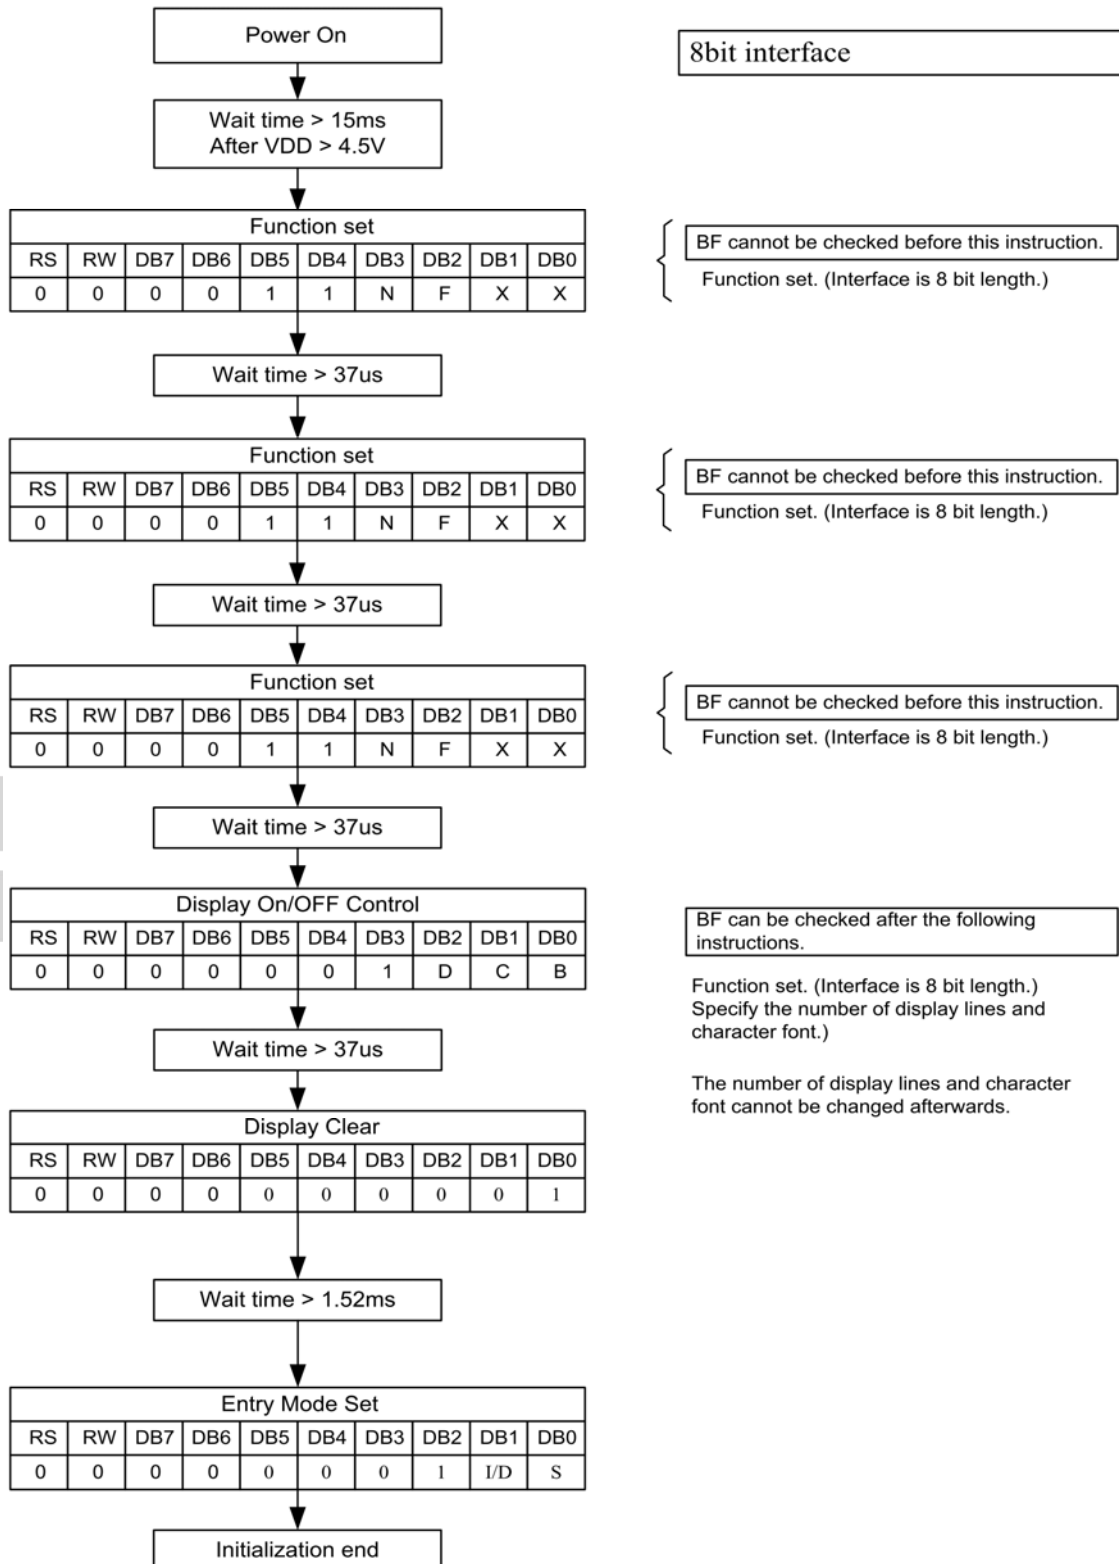 Power On
8bit interface
Wait time > 15ms
After VDD > 4.5V
Function set
RS RW DB7 DB6 DB5 DB4 DB3 DB2 DB1 DB0
0 0 0 0 1 1 N F X X
BF cannot be checked before this instruction.
Function set. (Interface is 8 bit length.)
Wait time > 37us
Function set
RS RW DB7 DB6 DB5 DB4 DB3 DB2 DB1 DB0
0 0 0 0 1 1 N F X X
BF cannot be checked before this instruction.
Function set. (Interface is 8 bit length.)
Wait time > 37us
Function set
RS RW DB7 DB6 DB5 DB4 DB3 DB2 DB1 DB0
0 0 0 0 1 1 N F X X
BF cannot be checked before this instruction.
Function set. (Interface is 8 bit length.)
Wait time > 37us
Display On/OFF Control
RS RW DB7 DB6 DB5 DB4 DB3 DB2 DB1 DB0
0 0 0 0 0 0 1 D C B
BF can be checked after the following
instructions.
Function set. (Interface is 8 bit length.)
Specify the number of display lines and
character font.)
The number of display lines and character
font cannot be changed afterwards.
Wait time > 37us
Display Clear
RS RW DB7 DB6 DB5 DB4 DB3 DB2 DB1 DB0
0 0 0 0 0 0 0 0 0 1
Wait time > 1.52ms
Entry Mode Set
RS RW DB7 DB6 DB5 DB4 DB3 DB2 DB1 DB0
0 0 0 0 0 0 0 1 I/D S
Initialization end